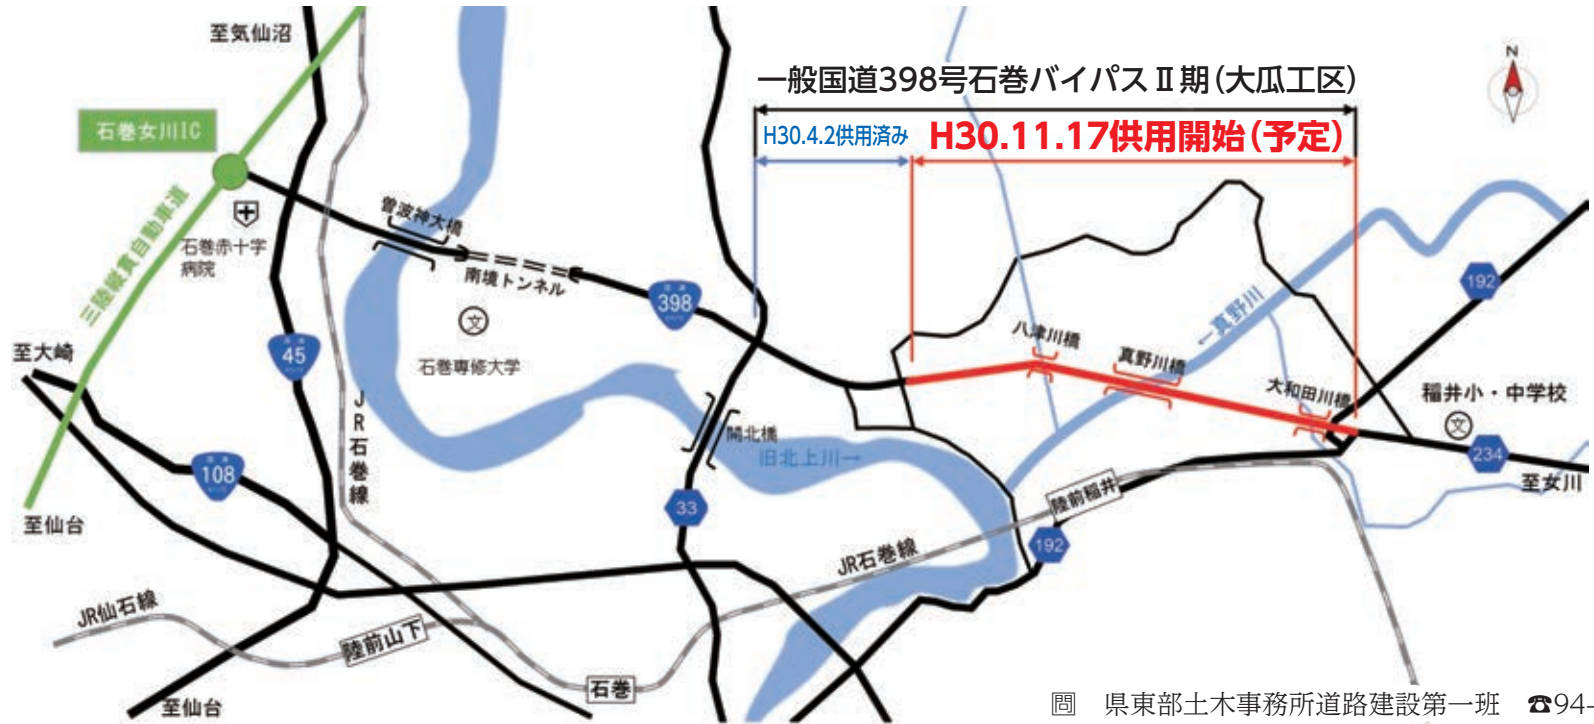 至気仙沼
N
一般国道398号石巻バイパスⅡ期(大瓜工区)
H30.4.2供用済み
H30.11.17供用開始(予定)
石巻女川IC
三陸縦貫自動車道
石巻赤十字
病院
曽波神大橋
南境トンネル
文
石巻専修大学
398
45
至大崎
108
至仙台
JR石巻線
開北橋
旧北上川→
33
八津川橋
真野川橋
←真野川
大和田川橋
192
稲井小・中学校
文
234
至女川
陸前稲井
192
JR石巻線
JR仙石線
陸前山下
石巻
至仙台
問 県東部土木事務所道路建設第一班 ☎94-